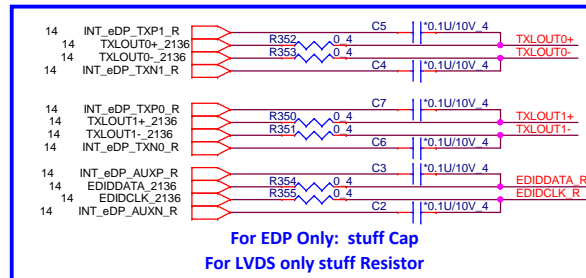 14 INT_eDP_TXP1_R C5 *0.1U/10V_4
14 TXLOUT0+_2136 R352 0_4 TXLOUT0+
14 TXLOUT0-_2136 R353 0_4 TXLOUT0-
14 INT_eDP_TXN1_R C4 *0.1U/10V_4
14 INT_eDP_TXP0_R C7 *0.1U/10V_4
14 TXLOUT1+_2136 R350 0_4 TXLOUT1+
14 TXLOUT1-_2136 R351 0_4 TXLOUT1-
14 INT_eDP_TXN0_R C6 *0.1U/10V_4
14 INT_eDP_AUXP_R C3 *0.1U/10V_4
14 EDIDDATA_2136 R354 0_4 EDIDDATA_R
14 EDIDCLK_2136 R355 0_4 EDIDCLK_R
14 INT_eDP_AUXN_R C2 *0.1U/10V_4
For EDP Only: stuff Cap
For LVDS only stuff Resistor